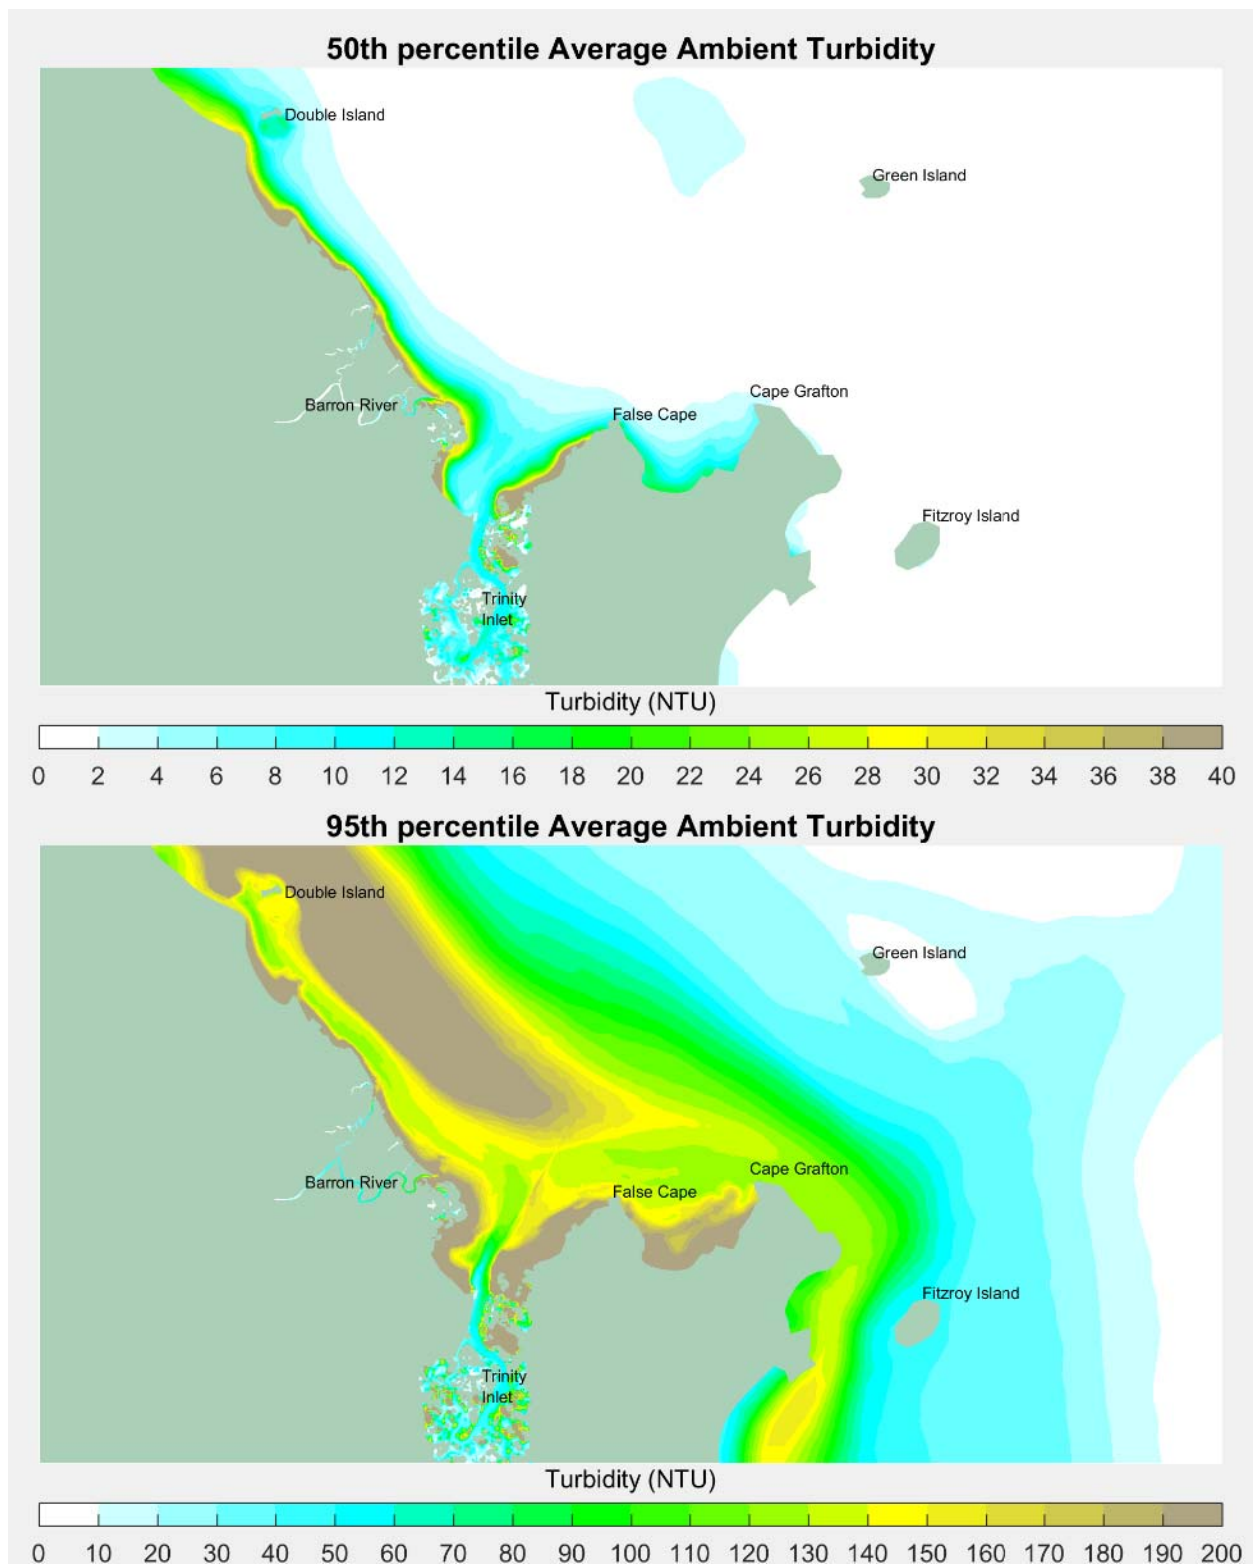 50th percentile Average Ambient Turbidity
Double Island
Green Island
Cape Grafton
Barron River
False Cape
Fitzroy Island
Trinity
Inlet
Turbidity (NTU)
0 2 4 6 8 10 12 14 16 18 20 22 24 26 28 30 32 34 36 38 40
95th percentile Average Ambient Turbidity
Double Island
Green Island
Cape Grafton
Barron River
False Cape
Fitzroy Island
Trinity
Inlet
Turbidity (NTU)
0 10 20 30 40 50 60 70 80 90 100 110 120 130 140 150 160 170 180 190 200